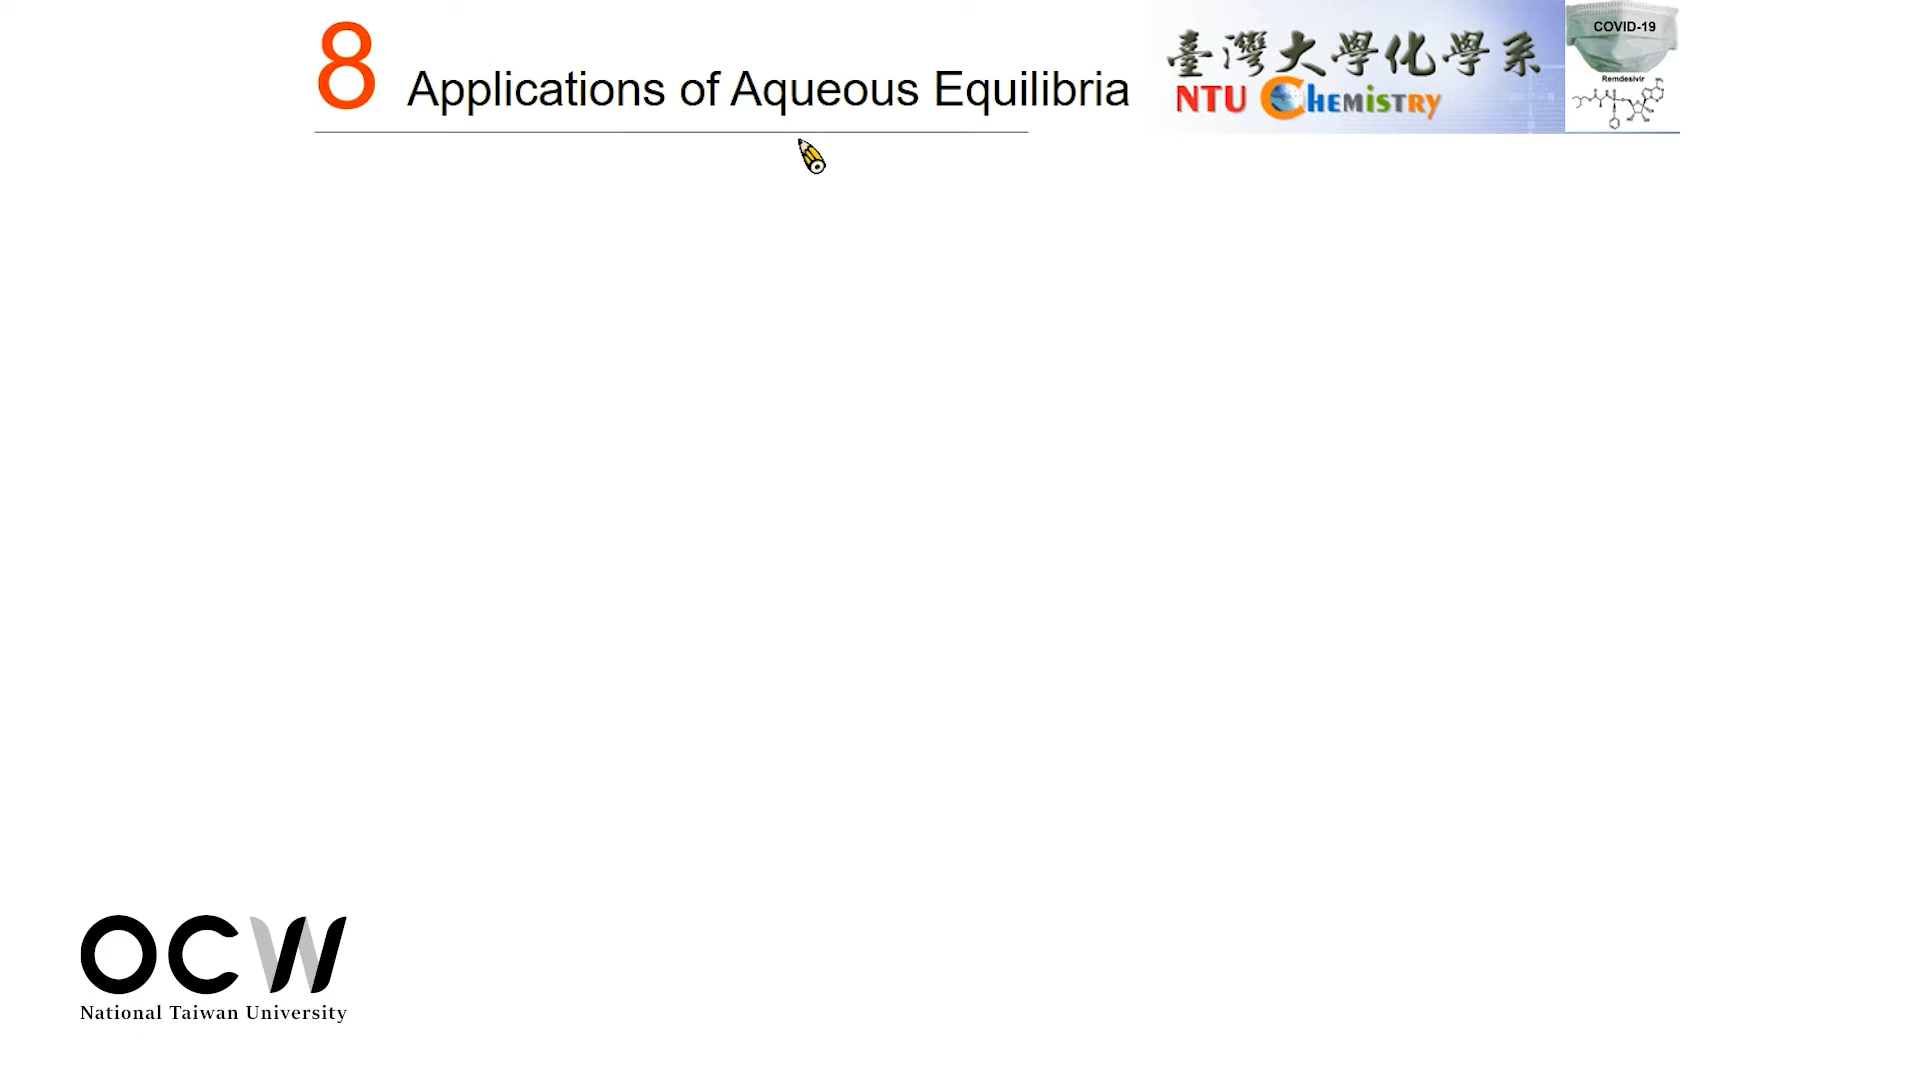 8 Applications of Aqueous Equilibria
臺灣大學化學系
NTU Chemistry
COVID-19
Remdesivir
OCW
National Taiwan University